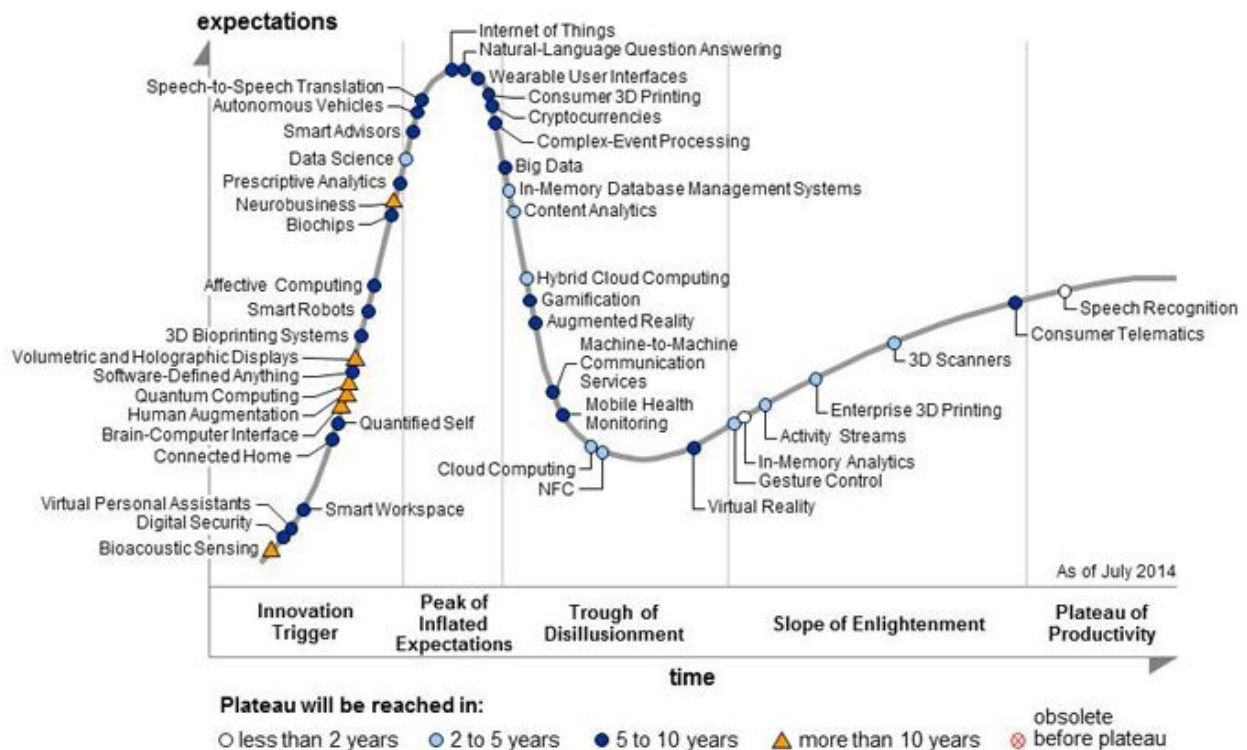 expectations
Internet of Things
Natural-Language Question Answering
Wearable User Interfaces
Speech-to-Speech Translation
Consumer 3D Printing
Autonomous Vehicles
Cryptocurrencies
Smart Advisors
Complex-Event Processing
Data Science
Big Data
Prescriptive Analytics
In-Memory Database Management Systems
Neurobusiness
Content Analytics
Biochips
Hybrid Cloud Computing
Affective Computing
Gamification
Smart Robots
Augmented Reality
3D Bioprinting Systems
Machine-to-Machine
Communication
Services
Volumetric and Holographic Displays
Software-Defined Anything
Quantum Computing
Mobile Health
Monitoring
Human Augmentation
Brain-Computer Interface
Quantified Self
Connected Home
Speech Recognition
Consumer Telematics
3D Scanners
Enterprise 3D Printing
Activity Streams
In-Memory Analytics
Gesture Control
Cloud Computing
NFC
Virtual Reality
Virtual Personal Assistants
Smart Workspace
Digital Security
Bioacoustic Sensing
As of July 2014
Innovation
Trigger
Peak of
Inflated
Expectations
Trough of
Disillusionment
Slope of Enlightenment
Plateau of
Productivity
time
Plateau will be reached in:
less than 2 years
2 to 5 years
5 to 10 years
more than 10 years
obsolete
before plateau